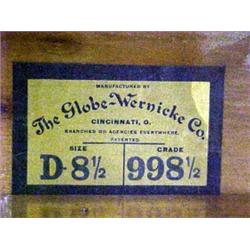 MANUFACTURED BY
The Globe-Wernicke Co.
CINCINNATI, O.
BRANCHES OR AGENCIES EVERYWHERE.
PATENTED
SIZE GRADE
D-8½ 998½